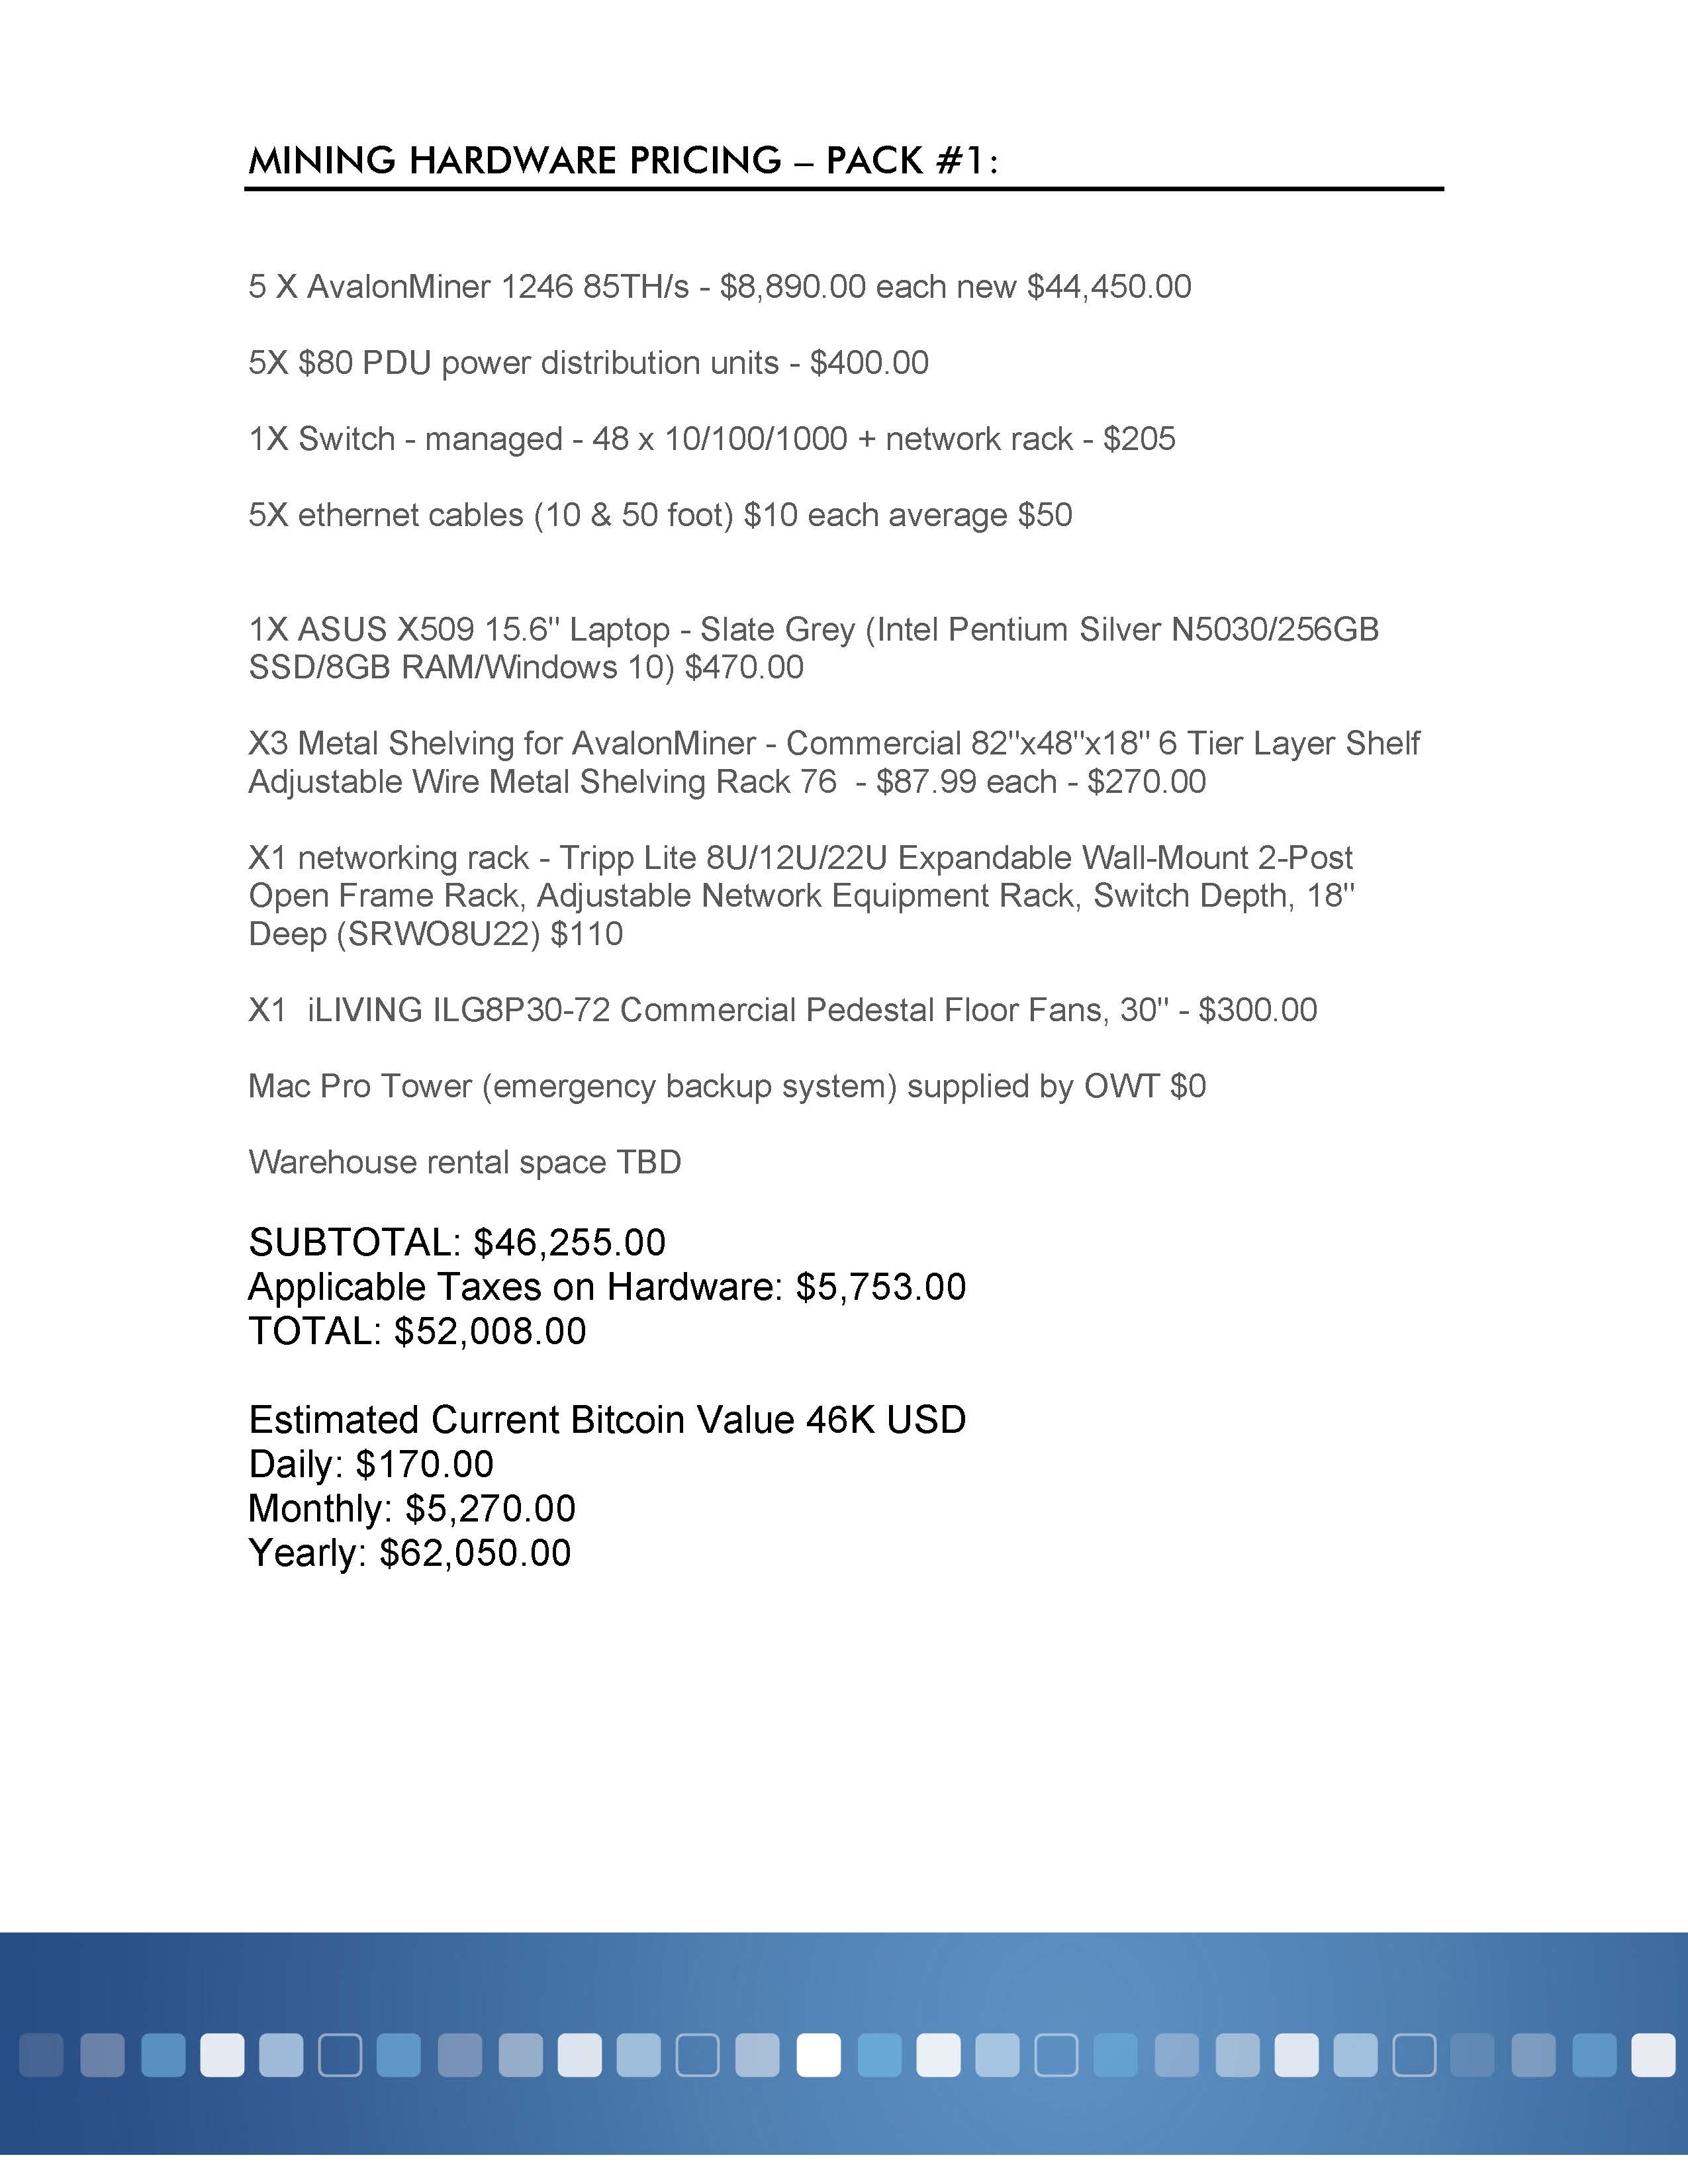 MINING HARDWARE PRICING – PACK #1:
5 X AvalonMiner 1246 85TH/s - $8,890.00 each new $44,450.00
5X $80 PDU power distribution units - $400.00
1X Switch - managed - 48 x 10/100/1000 + network rack - $205
5X ethernet cables (10 & 50 foot) $10 each average $50
1X ASUS X509 15.6" Laptop - Slate Grey (Intel Pentium Silver N5030/256GB
SSD/8GB RAM/Windows 10) $470.00
X3 Metal Shelving for AvalonMiner - Commercial 82"x48"x18" 6 Tier Layer Shelf
Adjustable Wire Metal Shelving Rack 76  - $87.99 each - $270.00
X1 networking rack - Tripp Lite 8U/12U/22U Expandable Wall-Mount 2-Post
Open Frame Rack, Adjustable Network Equipment Rack, Switch Depth, 18"
Deep (SRWO8U22) $110
X1  iLIVING ILG8P30-72 Commercial Pedestal Floor Fans, 30" - $300.00
Mac Pro Tower (emergency backup system) supplied by OWT $0
Warehouse rental space TBD
SUBTOTAL: $46,255.00
Applicable Taxes on Hardware: $5,753.00
TOTAL: $52,008.00
Estimated Current Bitcoin Value 46K USD
Daily: $170.00
Monthly: $5,270.00
Yearly: $62,050.00